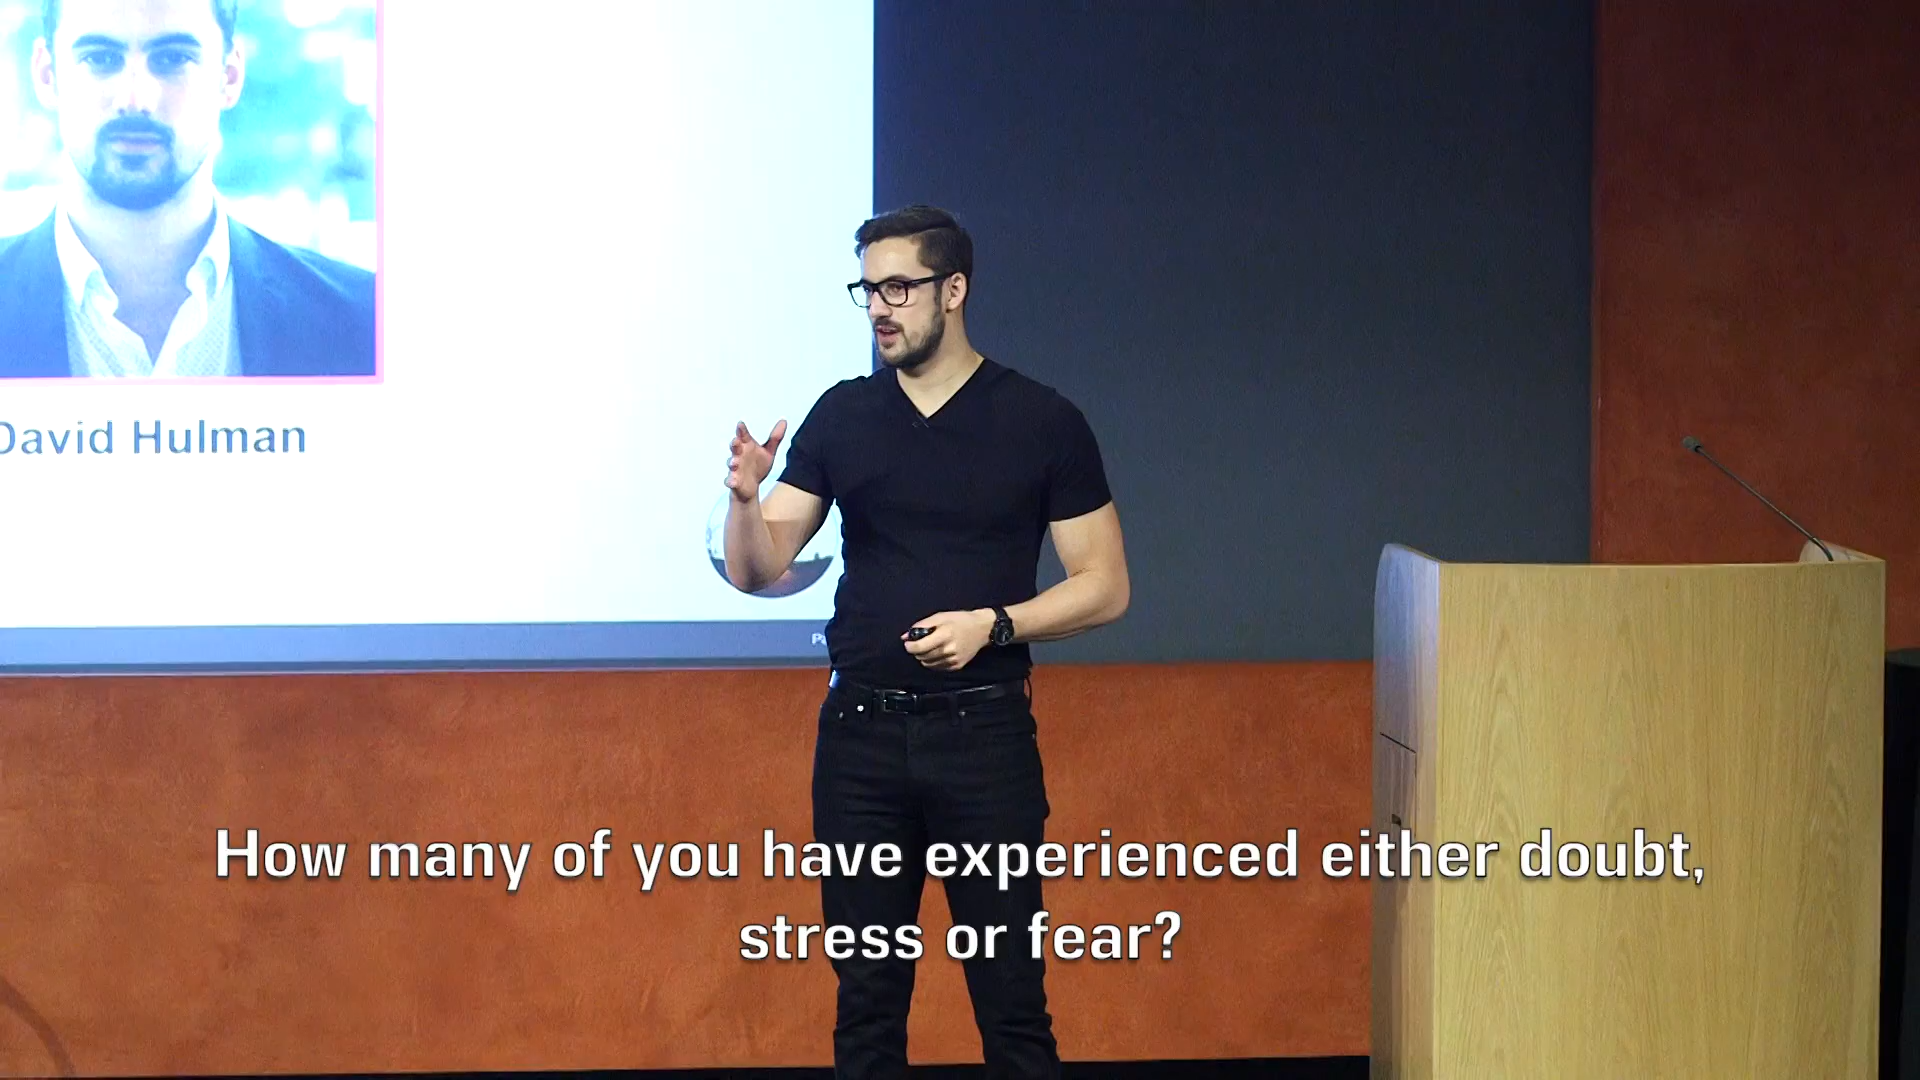 David Hulman
How many of you have experienced either doubt,
stress or fear?